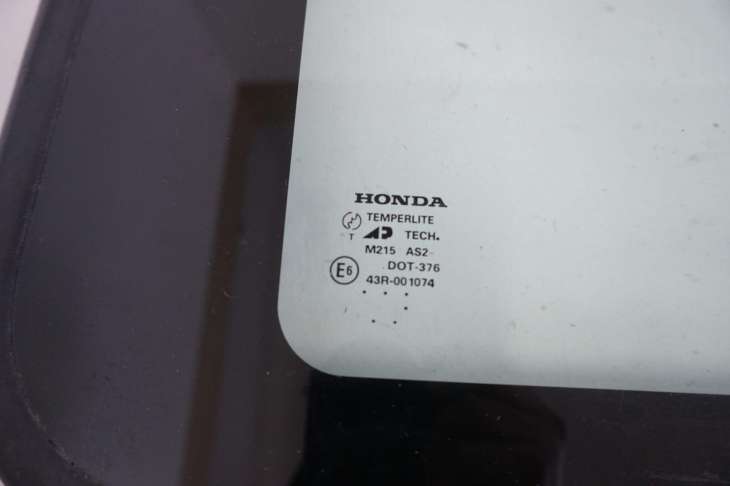 HONDA
TEMPERLITE
T AP TECH.
M215 AS2
DOT-376
E6
43R-001074